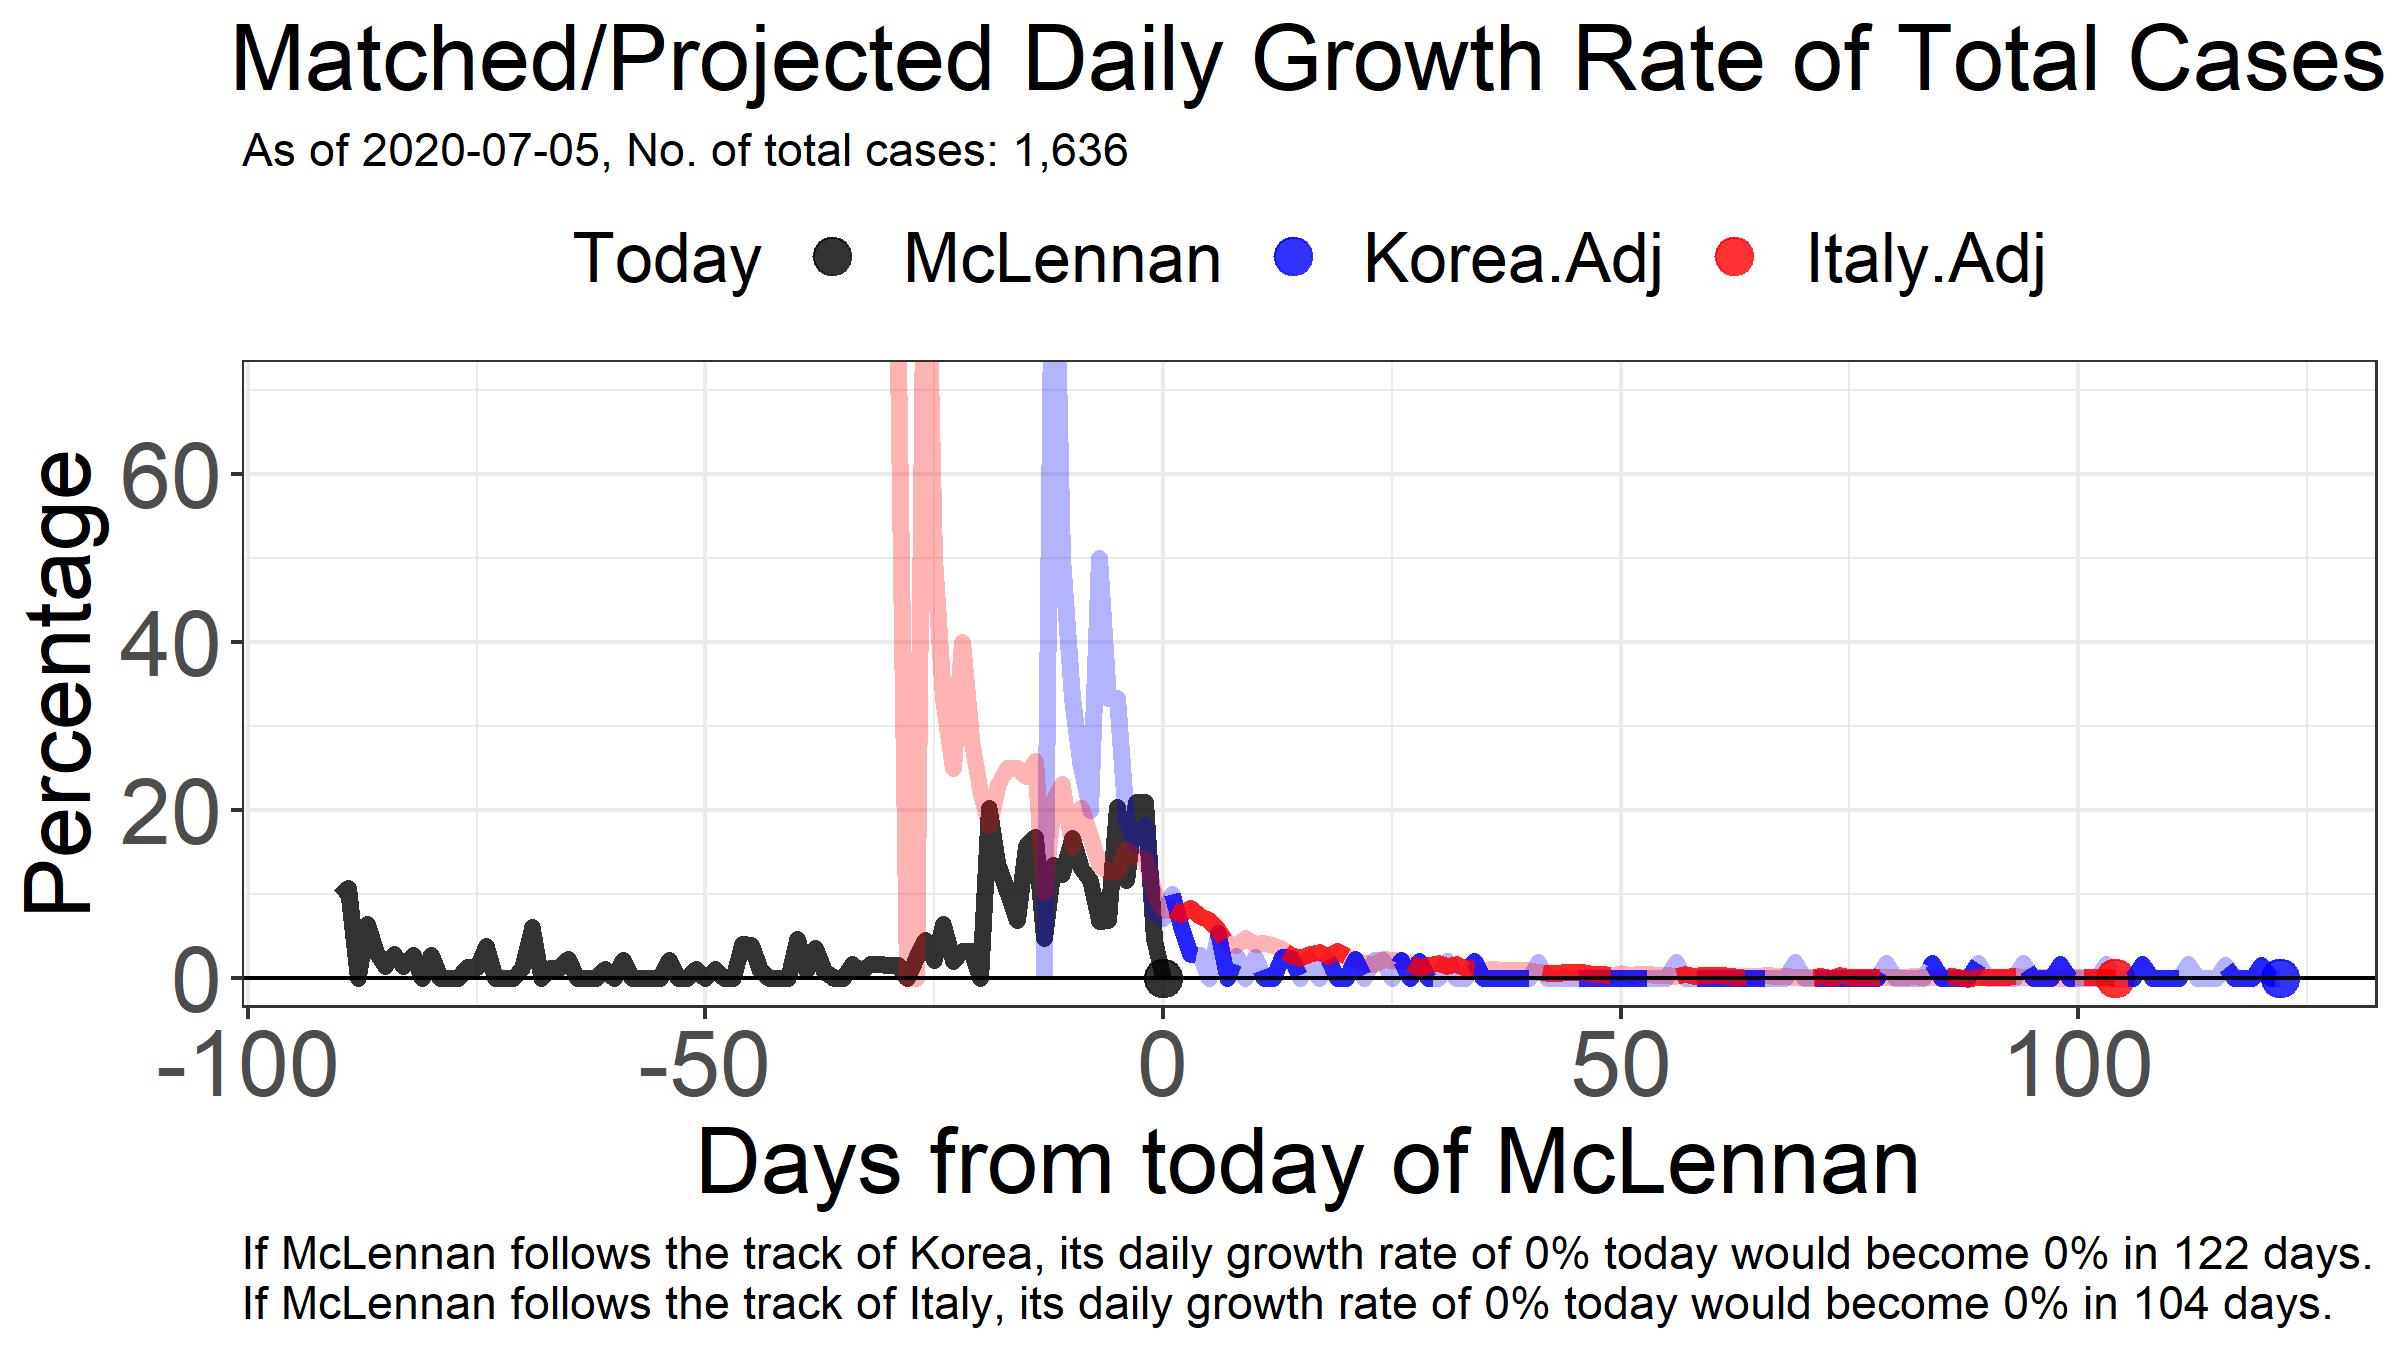 Matched/Projected Daily Growth Rate of Total Cases
As of 2020-07-05, No. of total cases: 1,636
Today McLennan Korea.Adj Italy.Adj
Percentage
60
40
20
0
-100 -50 0 50 100
Days from today of McLennan
If McLennan follows the track of Korea, its daily growth rate of 0% today would become 0% in 122 days.
If McLennan follows the track of Italy, its daily growth rate of 0% today would become 0% in 104 days.